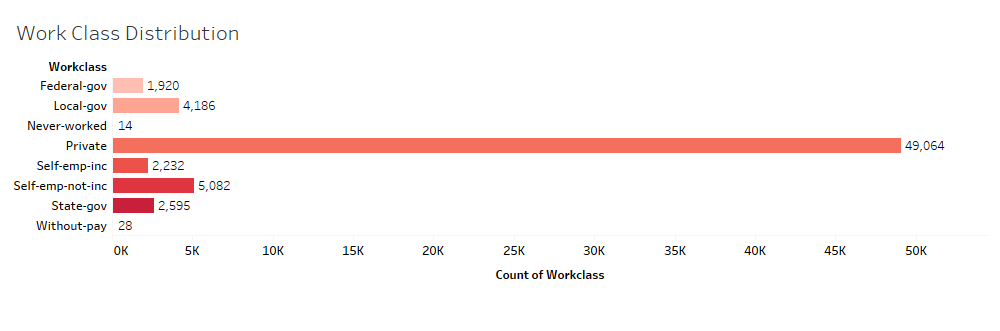 Work Class Distribution
Workclass
Federal-gov 1,920
Local-gov 4,186
Never-worked 14
Private 49,064
Self-emp-inc 2,232
Self-emp-not-inc 5,082
State-gov 2,595
Without-pay 28
0K 5K 10K 15K 20K 25K 30K 35K 40K 45K 50K
Count of Workclass